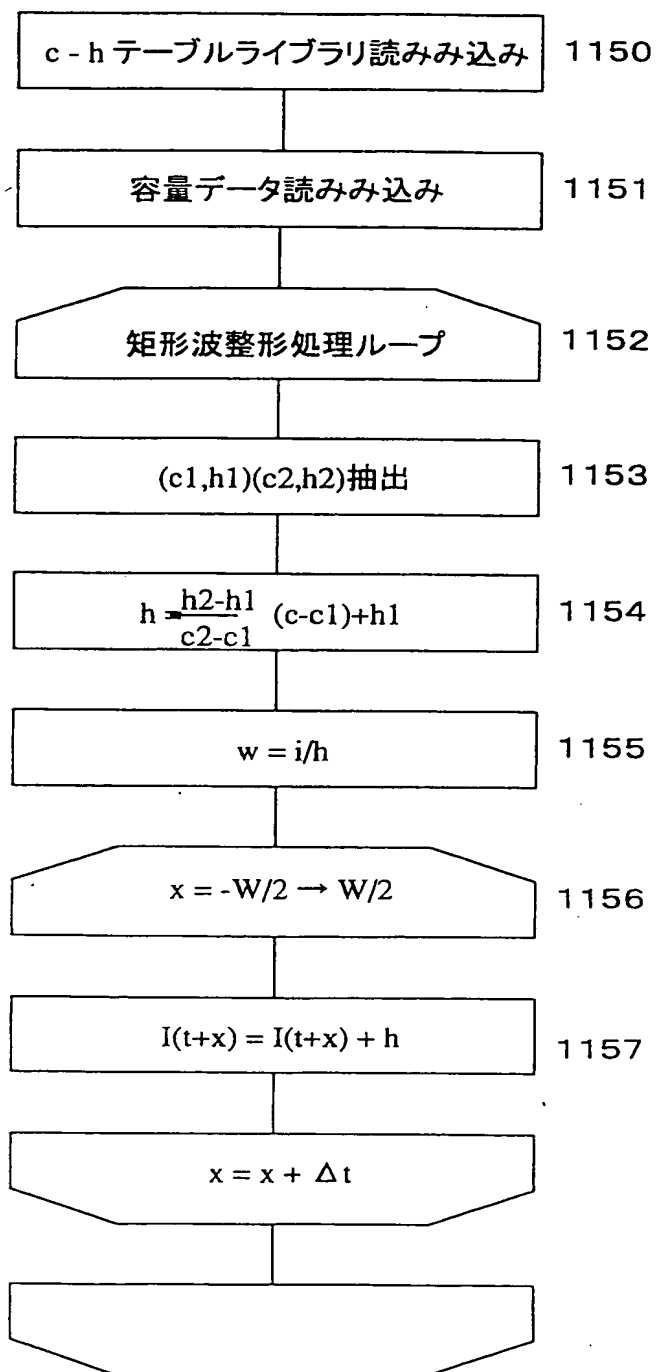 c - h テーブルライブラリ読みみ込み 1150
容量データ読みみ込み 1151
矩形波整形処理ループ 1152
(c1,h1)(c2,h2)抽出 1153
h = h2-h1 / c2-c1 (c-c1)+h1 1154
w = i/h 1155
x = -W/2 → W/2 1156
I(t+x) = I(t+x) + h 1157
x = x + Δt